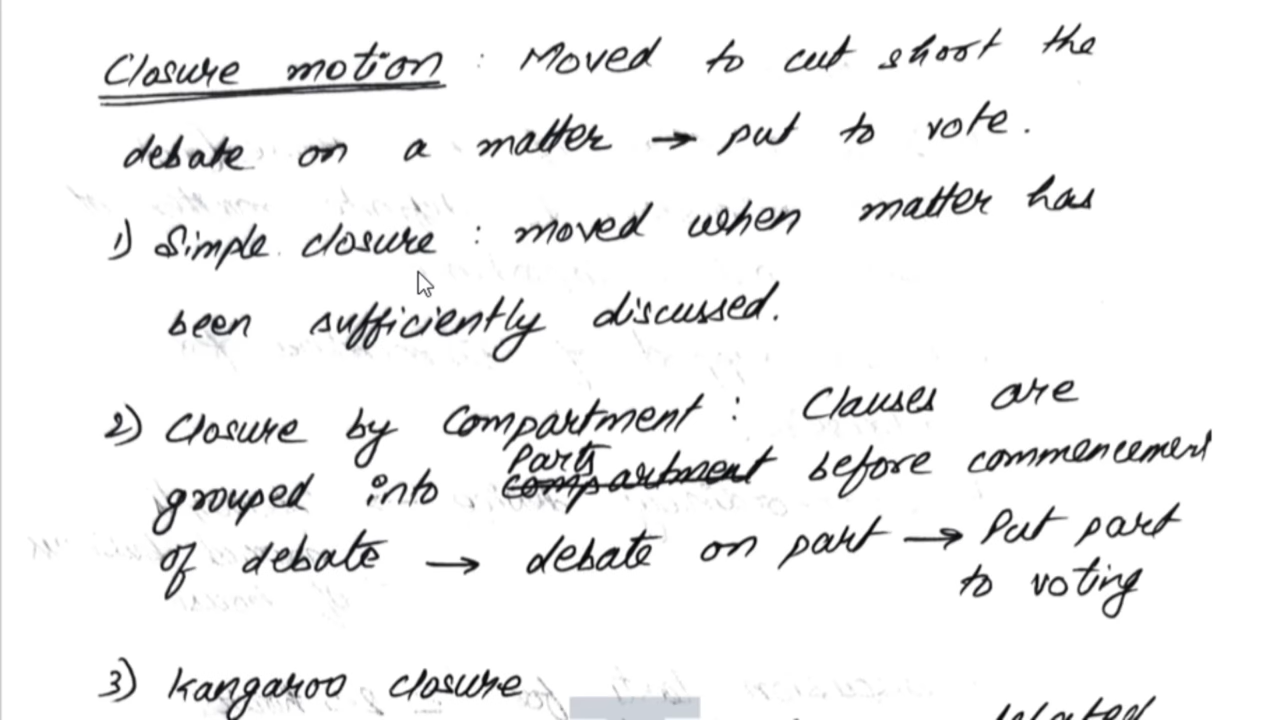 Closure motion : Moved to cut short the
debate on a matter → put to vote.
1) Simple closure : moved when matter has
been sufficiently discussed.
2) Closure by Compartment : Clauses are
grouped into parts compartment before commencement
of debate → debate on part → Put part
to voting
3) Kangaroo closure